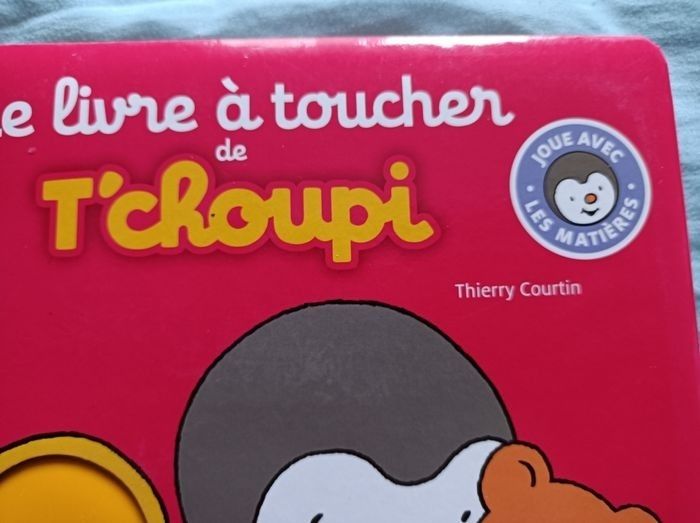 e livre à toucher
de
T'choupi
JOUE AVEC
LES MATIÈRES
Thierry Courtin